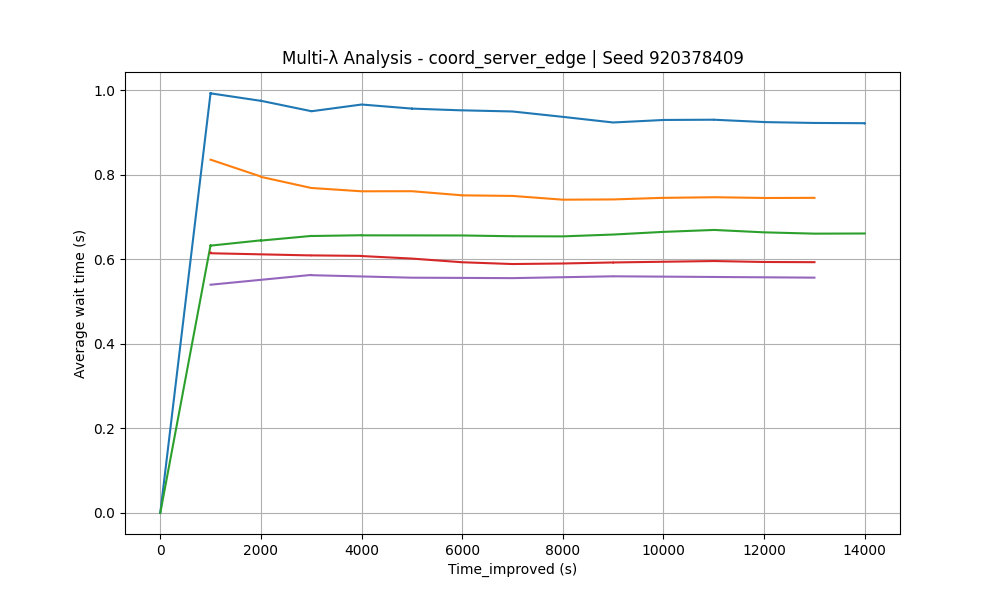 Multi-λ Analysis - coord_server_edge | Seed 920378409
1.0
0.8
0.6
0.4
0.2
0.0
Average wait time (s)
0 2000 4000 6000 8000 10000 12000 14000
Time_improved (s)